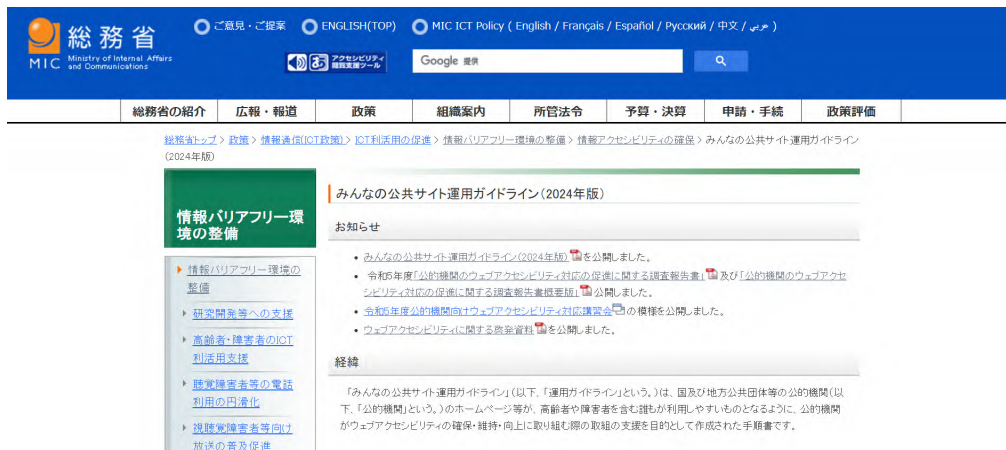 総務省
MIC Ministry of Internal Affairs and Communications
ご意見・ご提案 ENGLISH(TOP) MIC ICT Policy ( English / Français / Español / Русский / 中文 / عربي )
あ アクセシビリティ 閲覧支援ツール Google 提供
総務省の紹介 広報・報道 政策 組織案内 所管法令 予算・決算 申請・手続 政策評価
総務省トップ > 政策 > 情報通信(ICT政策) > ICT利活用の促進 > 情報バリアフリー環境の整備 > 情報アクセシビリティの確保 > みんなの公共サイト運用ガイドライン
(2024年版)
情報バリアフリー環
境の整備
情報バリアフリー環境の
整備
研究開発等への支援
高齢者・障害者のICT
利活用支援
聴覚障害者等の電話
利用の円滑化
視聴覚障害者等向け
放送の普及促進
みんなの公共サイト運用ガイドライン(2024年版)
お知らせ
• みんなの公共サイト運用ガイドライン(2024年版)を公開しました。
• 令和5年度「公的機関のウェブアクセシビリティ対応の促進に関する調査報告書」及び「公的機関のウェブアクセ
シビリティ対応の促進に関する調査報告書概要版」公開しました。
• 令和5年度公的機関向けウェブアクセシビリティ対応講習会の模様を公開しました。
• ウェブアクセシビリティに関する啓発資料を公開しました。
経緯
「みんなの公共サイト運用ガイドライン」(以下、「運用ガイドライン」という。)は、国及び地方公共団体等の公的機関(以
下、「公的機関」という。)のホームページ等が、高齢者や障害者を含む誰もが利用しやすいものとなるように、公的機関
がウェブアクセシビリティの確保・維持・向上に取り組む際の取組の支援を目的として作成された手順書です。